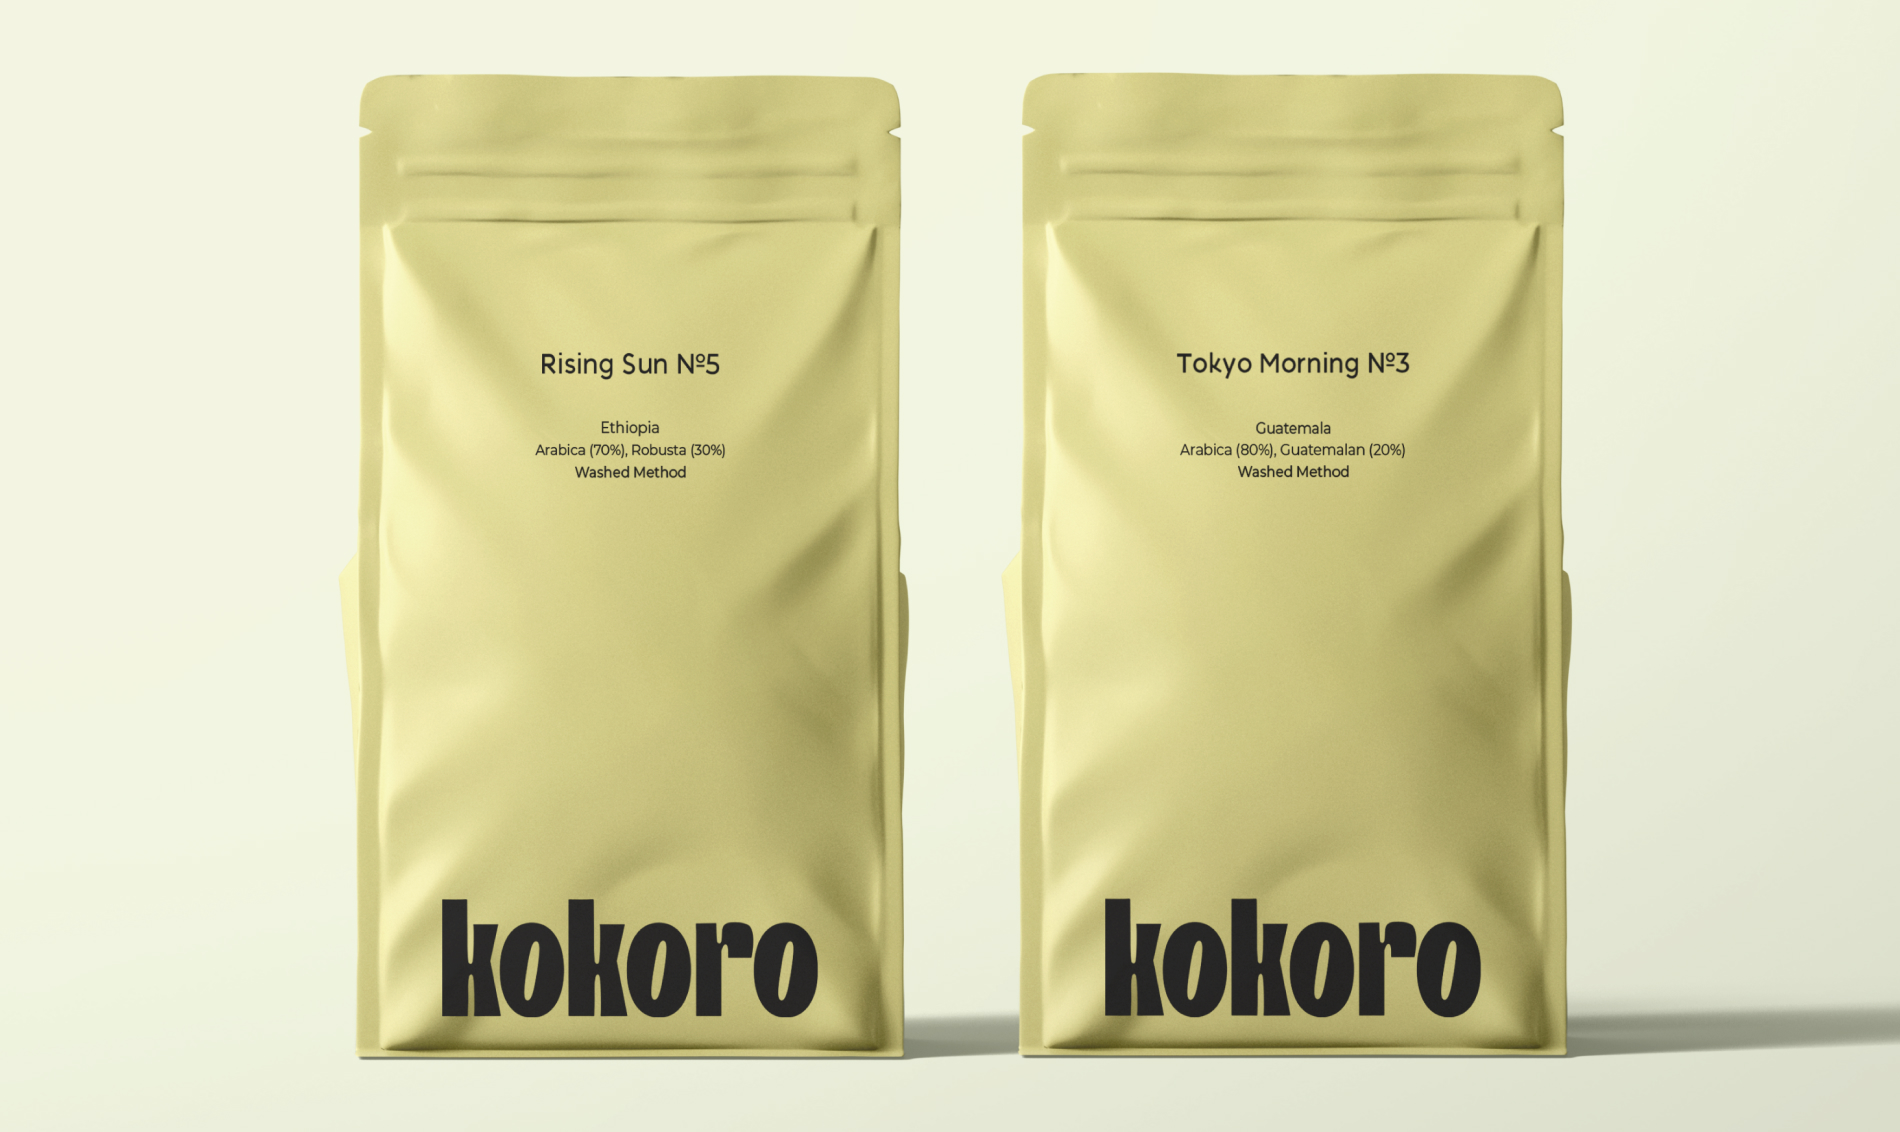 Rising Sun Nº5
Ethiopia
Arabica (70%), Robusta (30%)
Washed Method
kokoro
Tokyo Morning Nº3
Guatemala
Arabica (80%), Guatemalan (20%)
Washed Method
kokoro